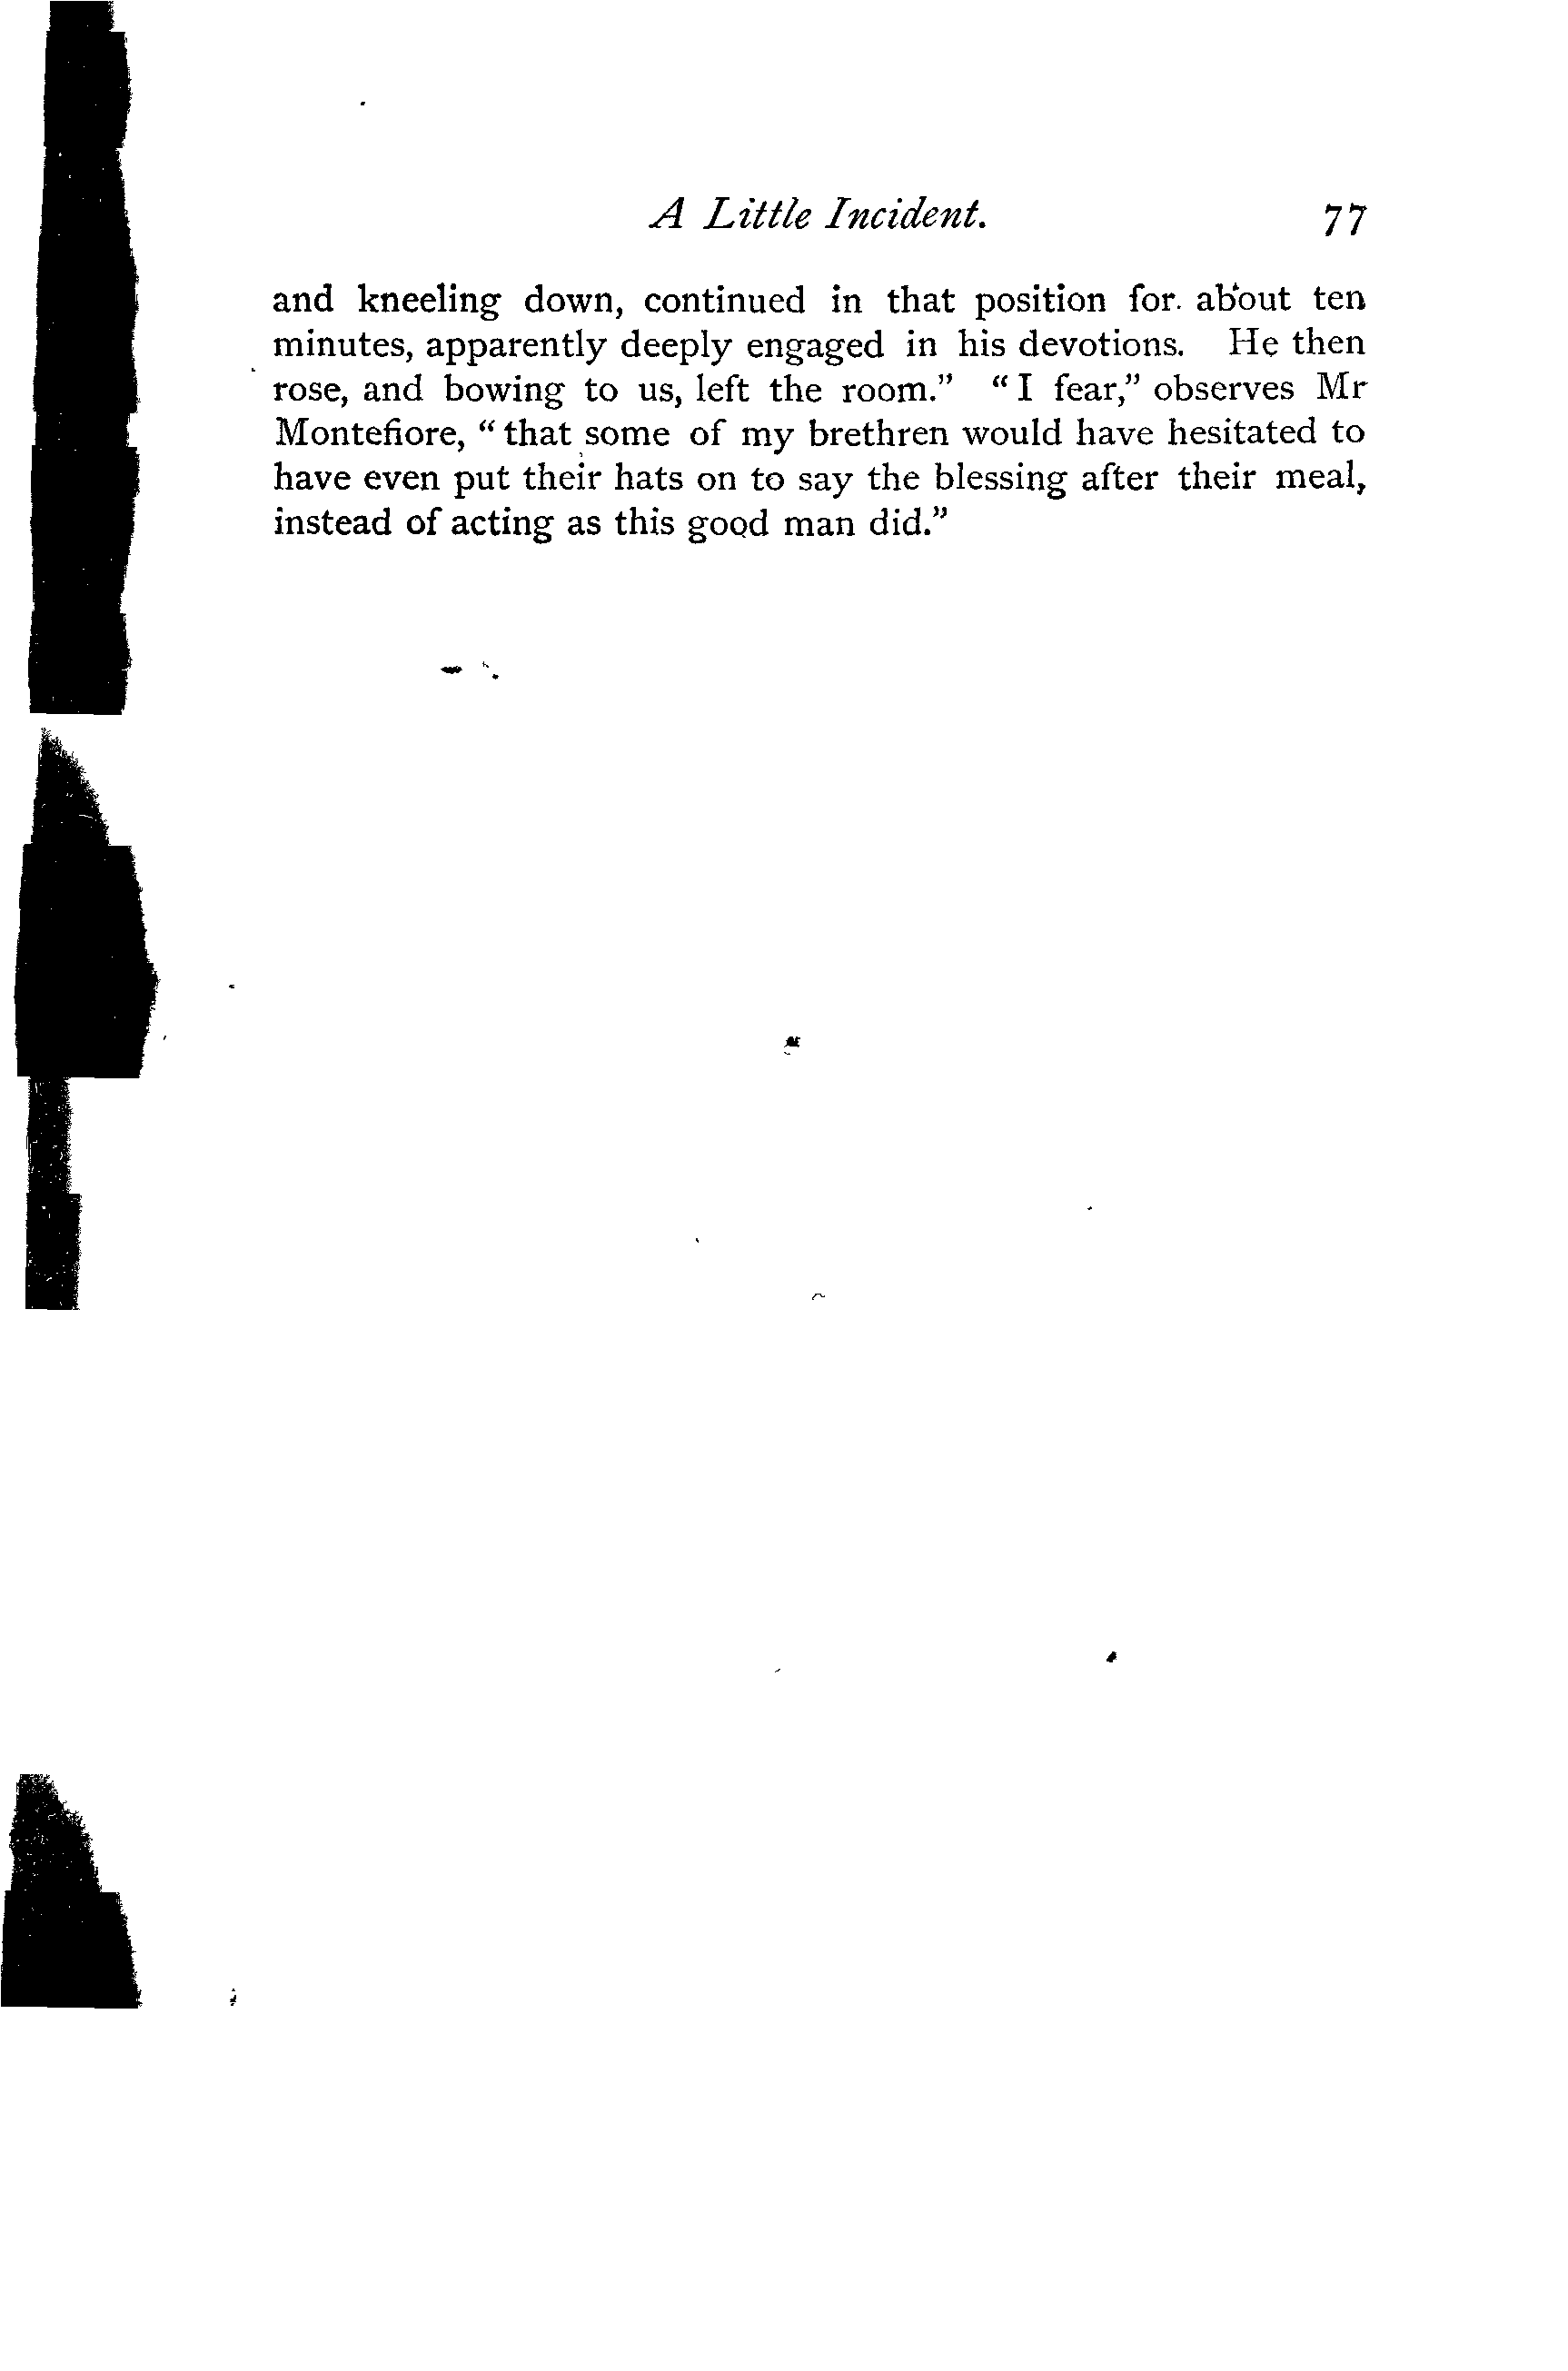 A Little Incident. 77
and kneeling down, continued in that position for about ten
minutes, apparently deeply engaged in his devotions. He then
rose, and bowing to us, left the room.” “I fear,” observes Mr
Montefiore, “that some of my brethren would have hesitated to
have even put their hats on to say the blessing after their meal,
instead of acting as this good man did.”